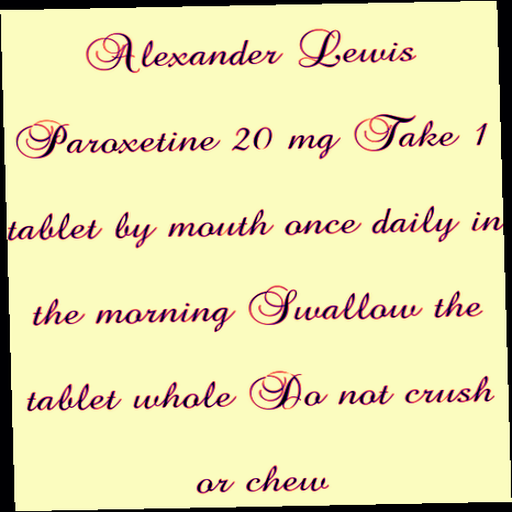 Alexander Lewis
Paroxetine 20 mg Take 1
tablet by mouth once daily in
the morning Swallow the
tablet whole Do not crush
or chew